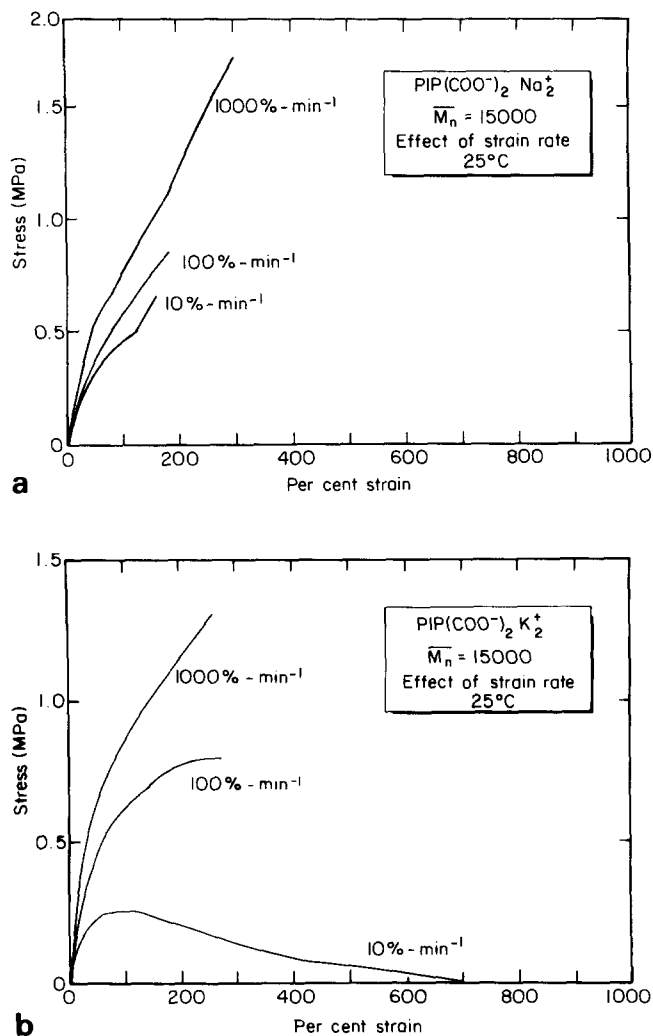 2.0
PIP(COO⁻)₂ Na₂⁺
M̅n̅ = 15000
Effect of strain rate
25°C
1000%-min⁻¹
1.5
Stress (MPa)
1.0
100%-min⁻¹
10%-min⁻¹
0.5
0
0 200 400 600 800 1000
Per cent strain
a
1.5
PIP(COO⁻)₂ K₂⁺
M̅n̅ = 15000
Effect of strain rate
25°C
1000%-min⁻¹
1.0
Stress (MPa)
100%-min⁻¹
0.5
10%-min⁻¹
0
0 200 400 600 800 1000
Per cent strain
b